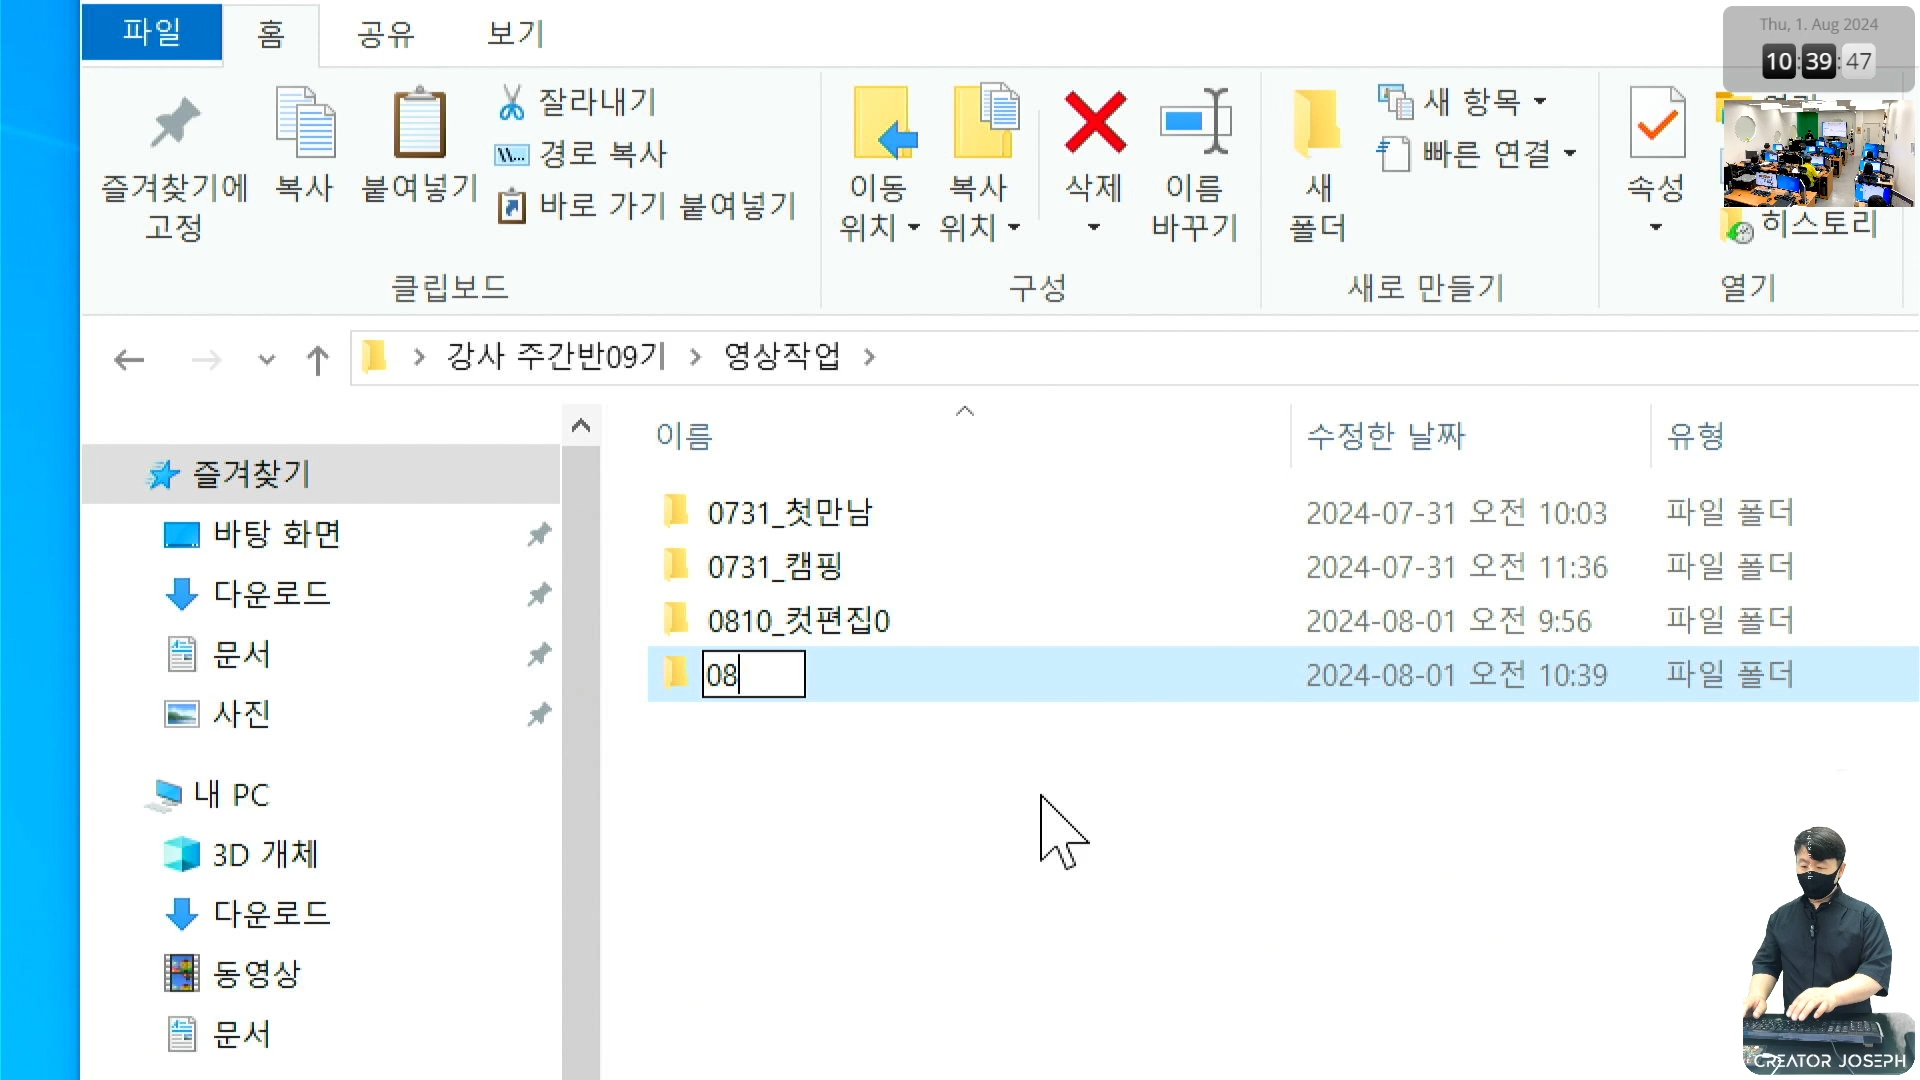 파일
홈
공유
보기
Thu, 1. Aug 2024
10:39:47
즐겨찾기에
고정
복사
붙여넣기
잘라내기
경로 복사
바로 가기 붙여넣기
클립보드
이동
위치
복사
위치
삭제
이름
바꾸기
구성
새
폴더
새 항목
빠른 연결
새로 만들기
속성
히스토리
열기
강사 주간반09기
영상작업
이름
수정한 날짜
유형
0731_첫만남 2024-07-31 오전 10:03 파일 폴더
0731_캠핑 2024-07-31 오전 11:36 파일 폴더
0810_컷편집0 2024-08-01 오전 9:56 파일 폴더
08 2024-08-01 오전 10:39 파일 폴더
즐겨찾기
바탕 화면
다운로드
문서
사진
내 PC
3D 개체
다운로드
동영상
문서
CREATOR JOSEPH